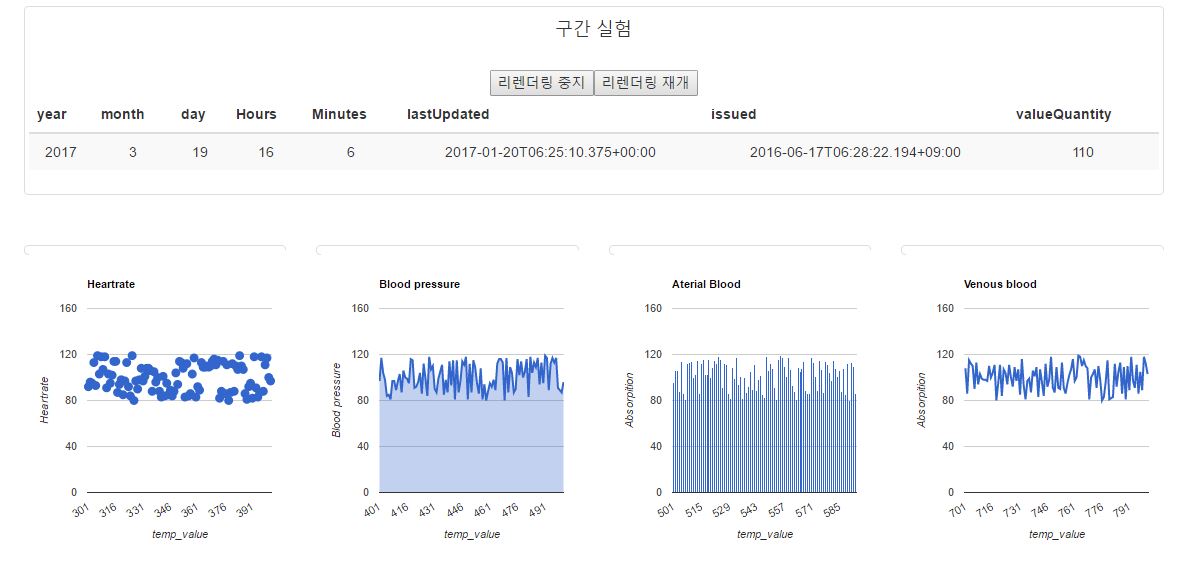 구간 실험
리렌더링 중지 리렌더링 재개
year month day Hours Minutes lastUpdated issued valueQuantity
2017 3 19 16 6 2017-01-20T06:25:10.375+00:00 2016-06-17T06:28:22.194+09:00 110
Heartrate
160
120
80
40
0
Heartrate
301 316 331 346 361 376 391
temp_value
Blood pressure
160
120
80
40
0
Blood pressure
401 416 431 446 461 476 491
temp_value
Aterial Blood
160
120
80
40
0
Absorpition
501 515 529 543 557 571 585
temp_value
Venous blood
160
120
80
40
0
Absorpition
701 716 731 746 761 776 791
temp_value